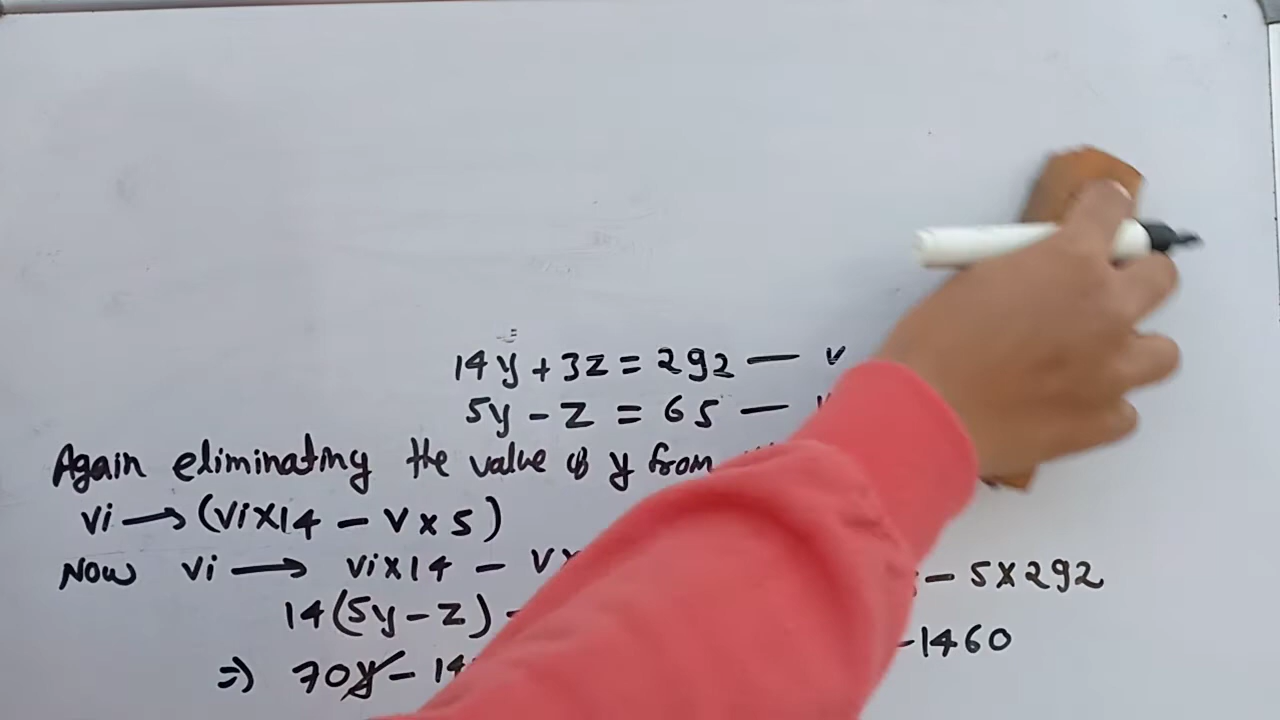 14y + 3z = 292 — v
5y - z = 65 —
Again eliminating the value of y from
vi → (vi×14 - v×5)
Now vi → vi×14 - v×
14(5y - z) - 5×292
⇒ 70y - 14 -1460